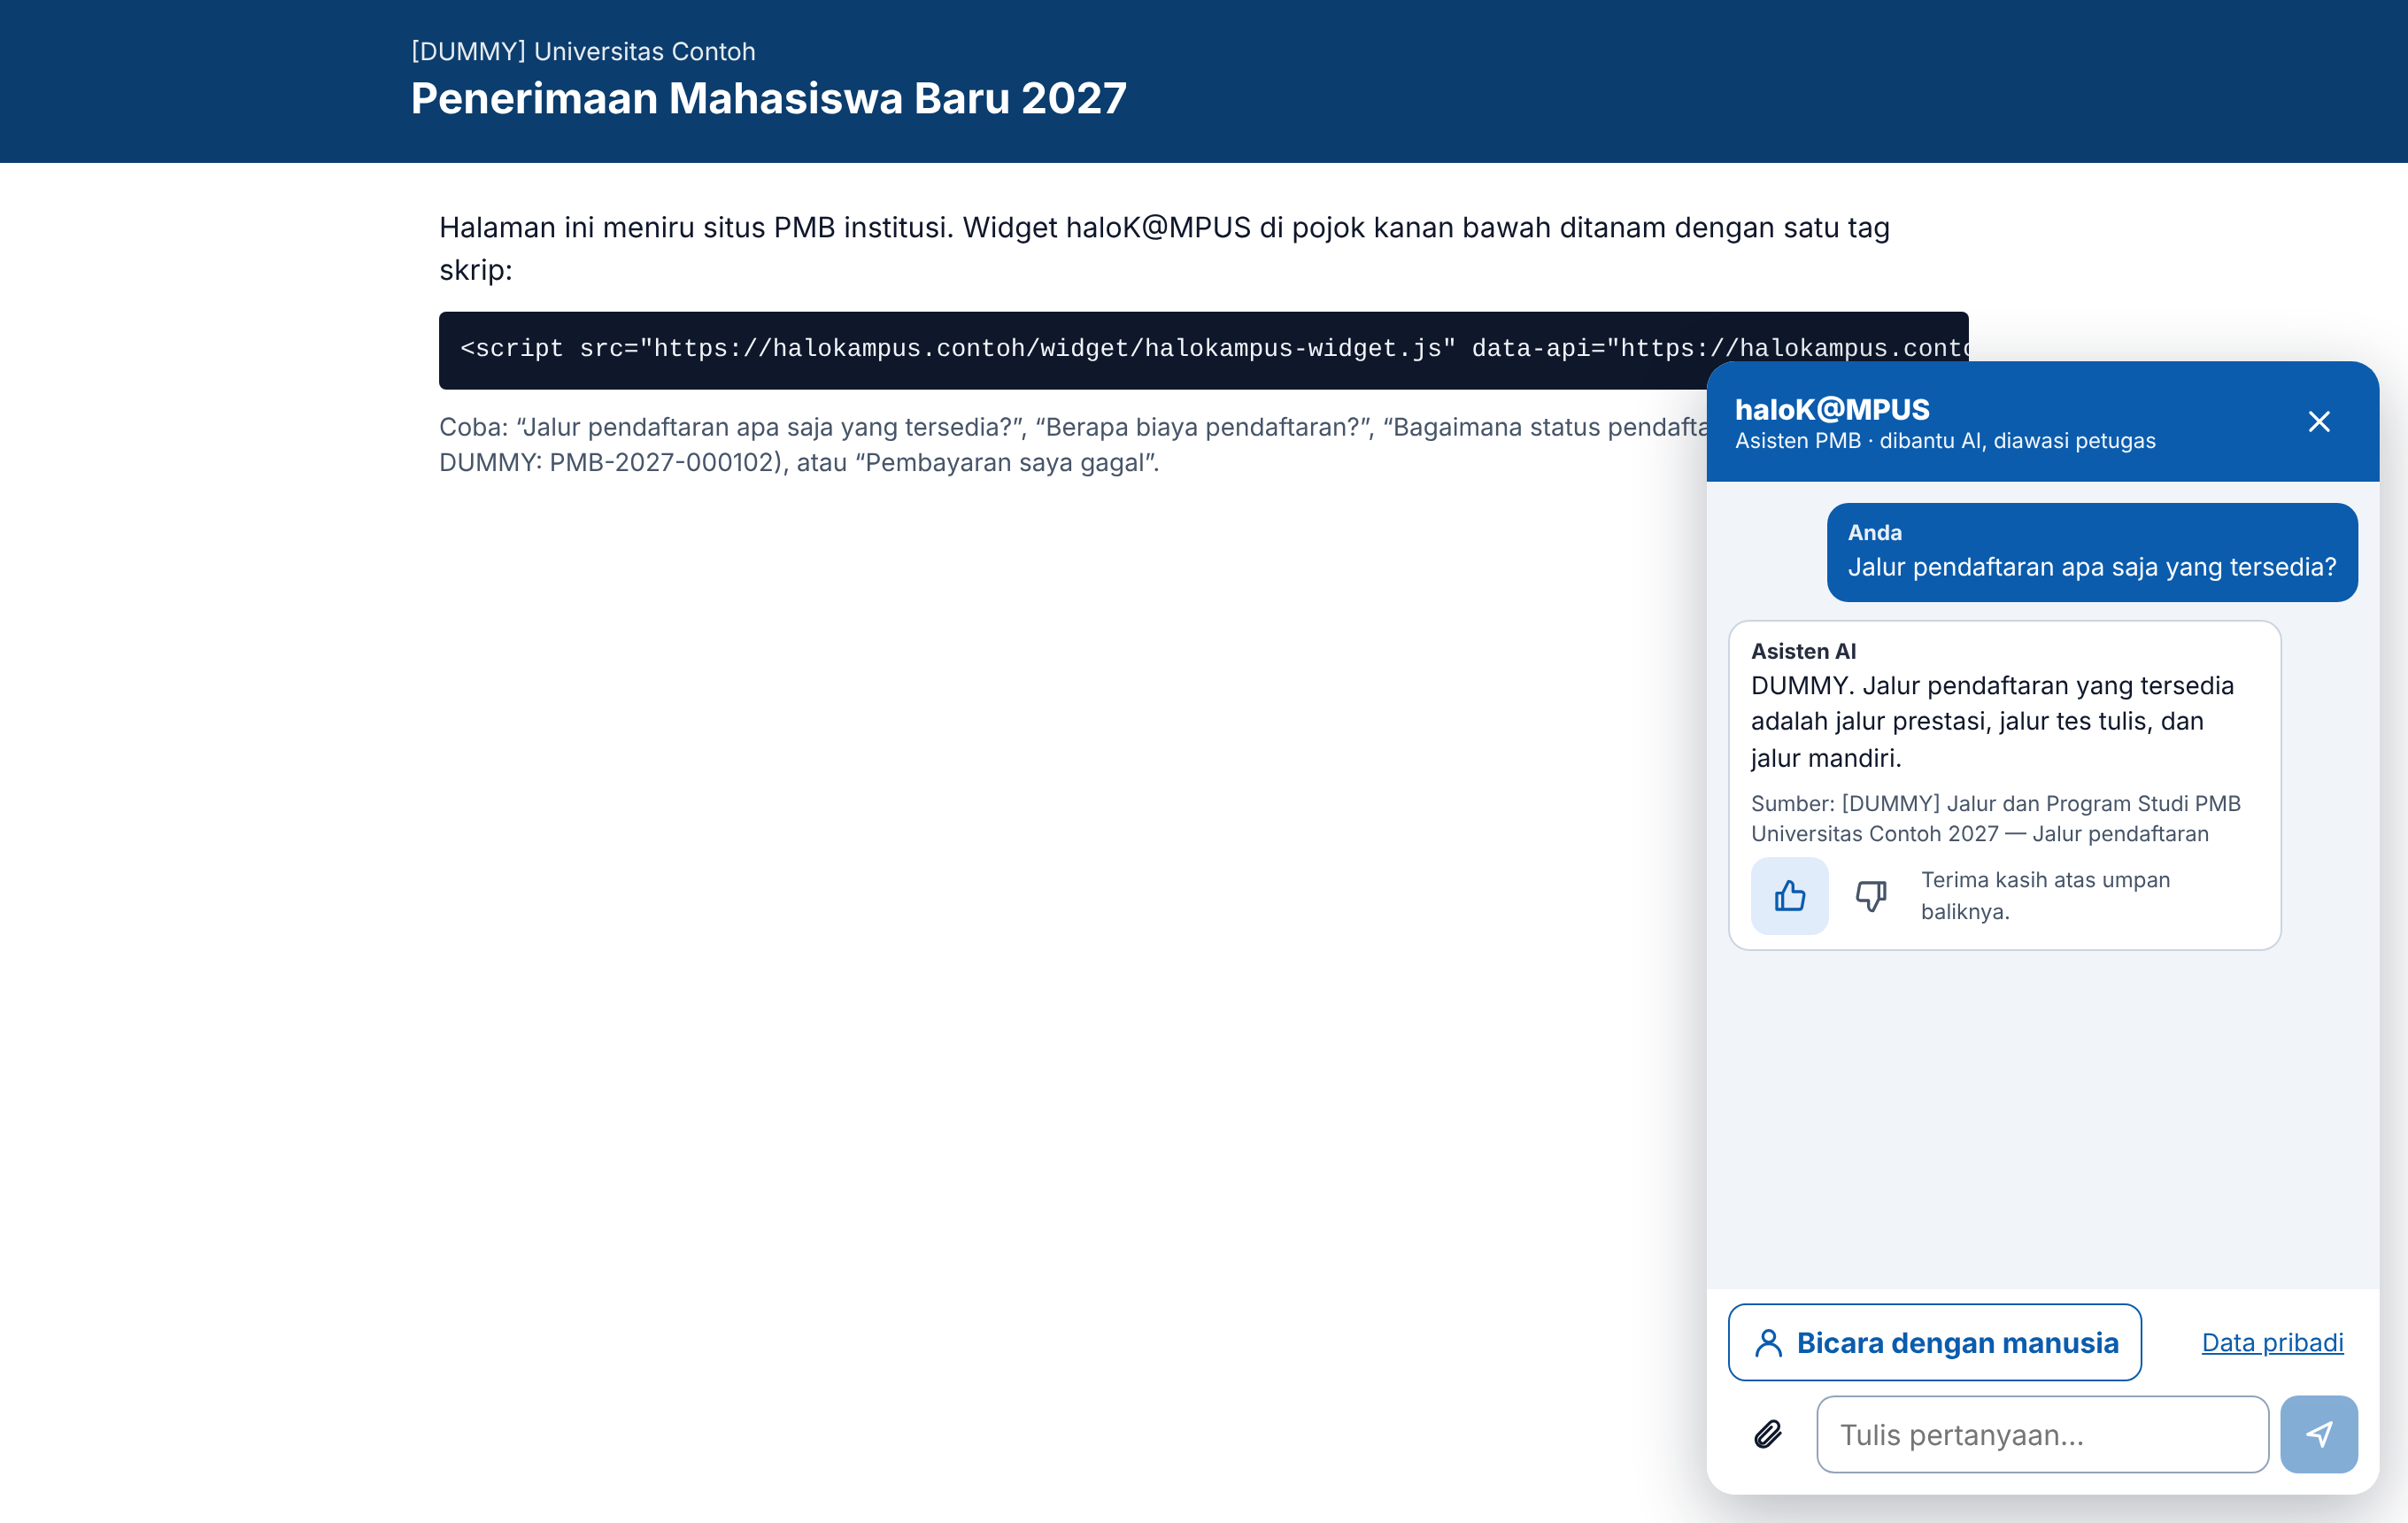 [DUMMY] Universitas Contoh
Penerimaan Mahasiswa Baru 2027
Halaman ini meniru situs PMB institusi. Widget haloK@MPUS di pojok kanan bawah ditanam dengan satu tag
skrip:
<script src="https://halokampus.contoh/widget/halokampus-widget.js" data-api="https://halokampus.conto
Coba: “Jalur pendaftaran apa saja yang tersedia?”, “Berapa biaya pendaftaran?”, “Bagaimana status pendafta
DUMMY: PMB-2027-000102), atau “Pembayaran saya gagal”.
haloK@MPUS
Asisten PMB · dibantu AI, diawasi petugas
Anda
Jalur pendaftaran apa saja yang tersedia?
Asisten AI
DUMMY. Jalur pendaftaran yang tersedia
adalah jalur prestasi, jalur tes tulis, dan
jalur mandiri.
Sumber: [DUMMY] Jalur dan Program Studi PMB
Universitas Contoh 2027 — Jalur pendaftaran
Terima kasih atas umpan
baliknya.
Bicara dengan manusia
Data pribadi
Tulis pertanyaan...